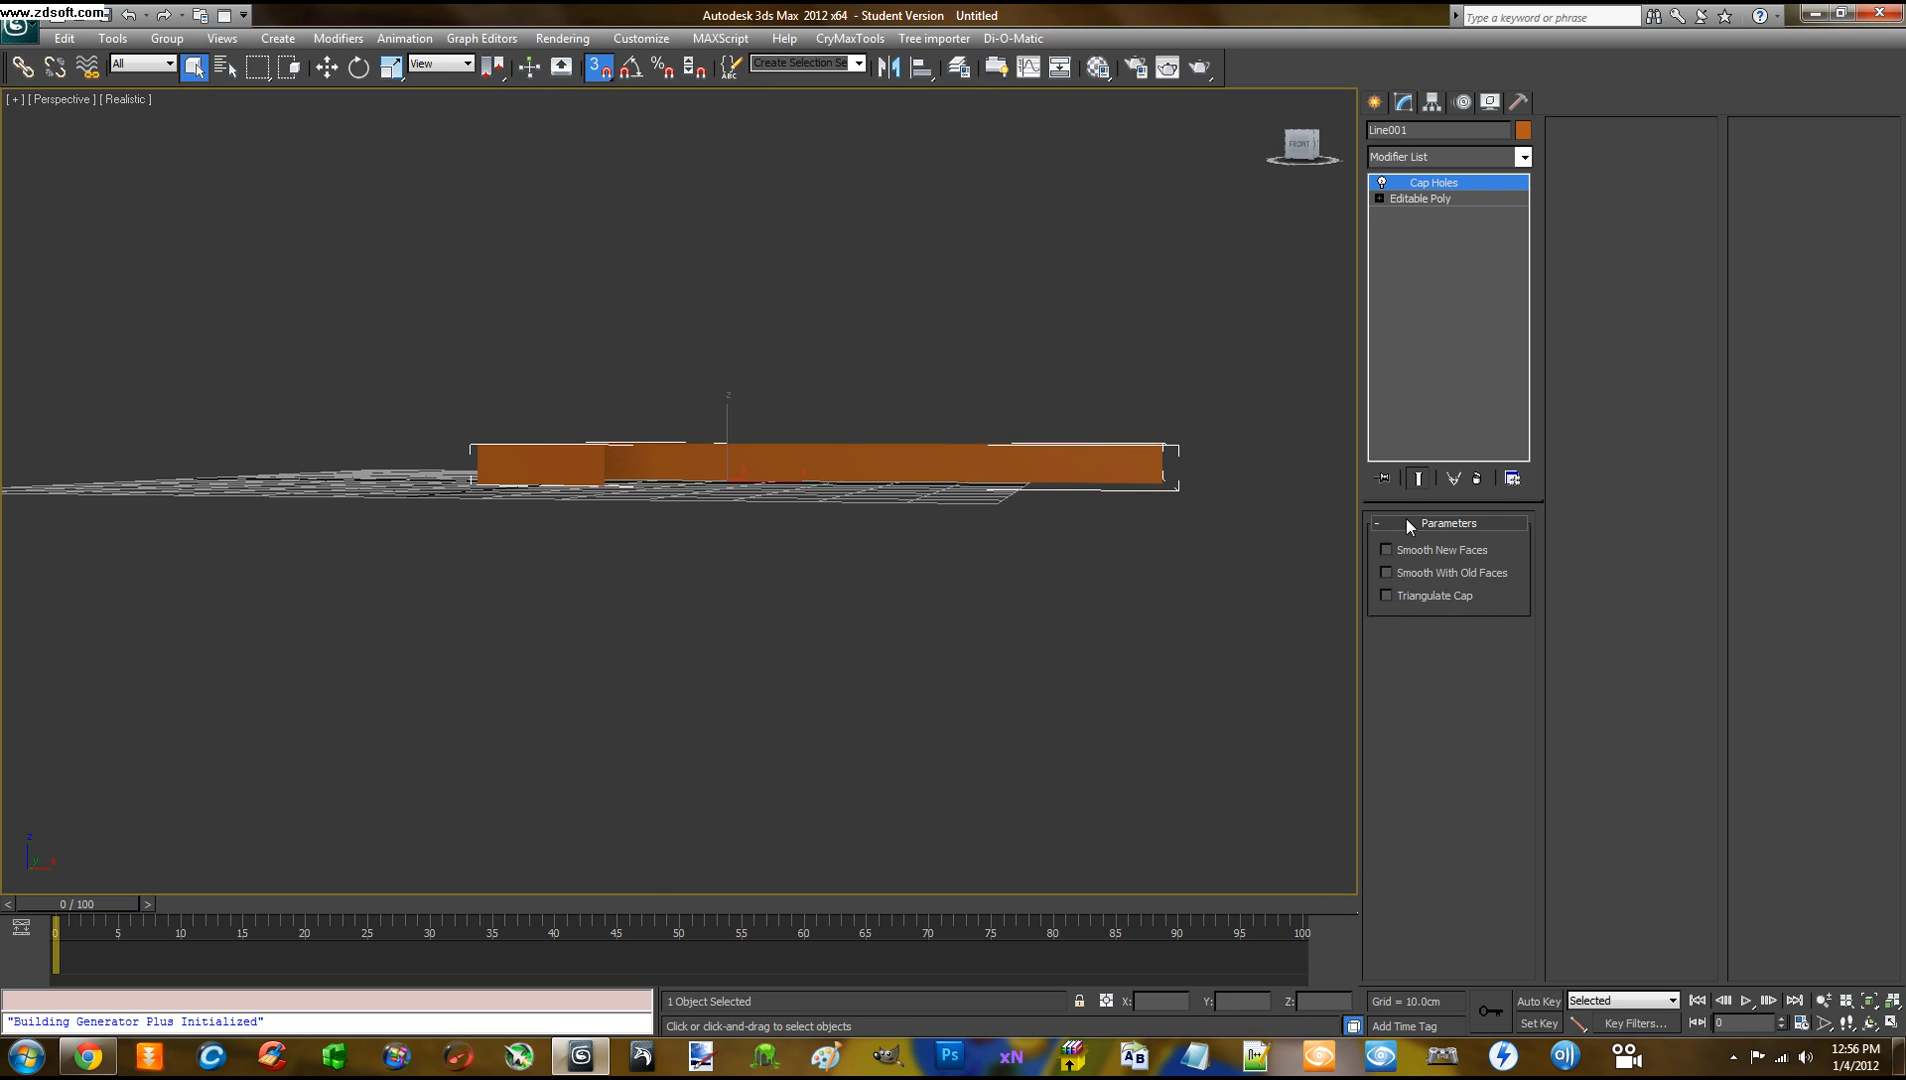 www.zdsoft.com
Autodesk 3ds Max 2012 x64 - Student Version Untitled
Type a keyword or phrase
Edit Tools Group Views Create Modifiers Animation Graph Editors Rendering Customize MAXScript Help CryMaxTools Tree importer Di-O-Matic
All
View
3
ABC
Create Selection Se
[ + ] [ Perspective ] [ Realistic ]
FRONT
Line001
Modifier List
Cap Holes
Editable Poly
z
- Parameters
Smooth New Faces
Smooth With Old Faces
Triangulate Cap
z
y x
< 0 / 100 >
0 5 10 15 20 25 30 35 40 45 50 55 60 65 70 75 80 85 90 95 100
1 Object Selected
X: Y: Z:
Grid = 10.0cm
Auto Key
Selected
"Building Generator Plus Initialized"
Click or click-and-drag to select objects
Add Time Tag
Set Key
Key Filters...
0
Ps
xN
AB
n++
12:56 PM
1/4/2012